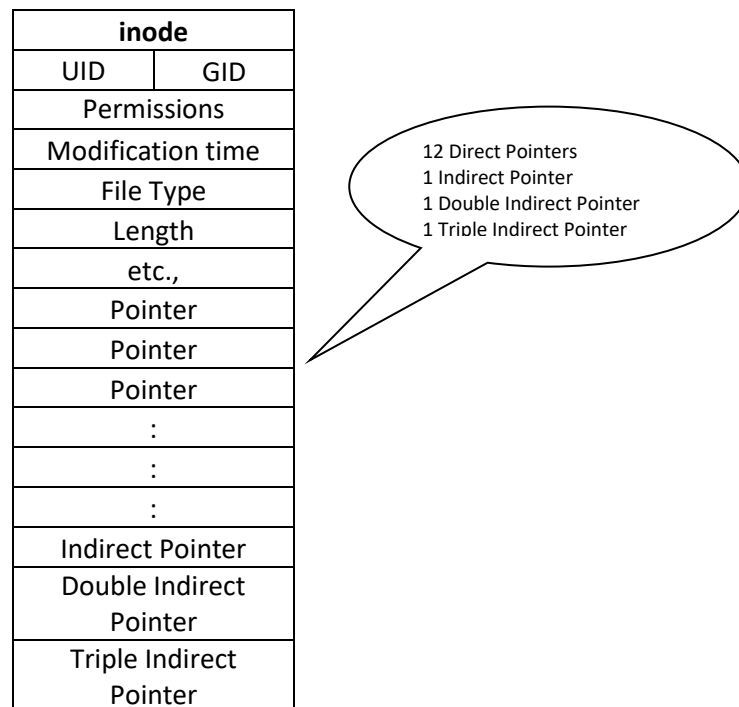 inode
UID GID
Permissions
Modification time
File Type
Length
etc.,
Pointer
Pointer
Pointer
:
:
:
Indirect Pointer
Double Indirect
Pointer
Triple Indirect
Pointer
12 Direct Pointers
1 Indirect Pointer
1 Double Indirect Pointer
1 Triple Indirect Pointer